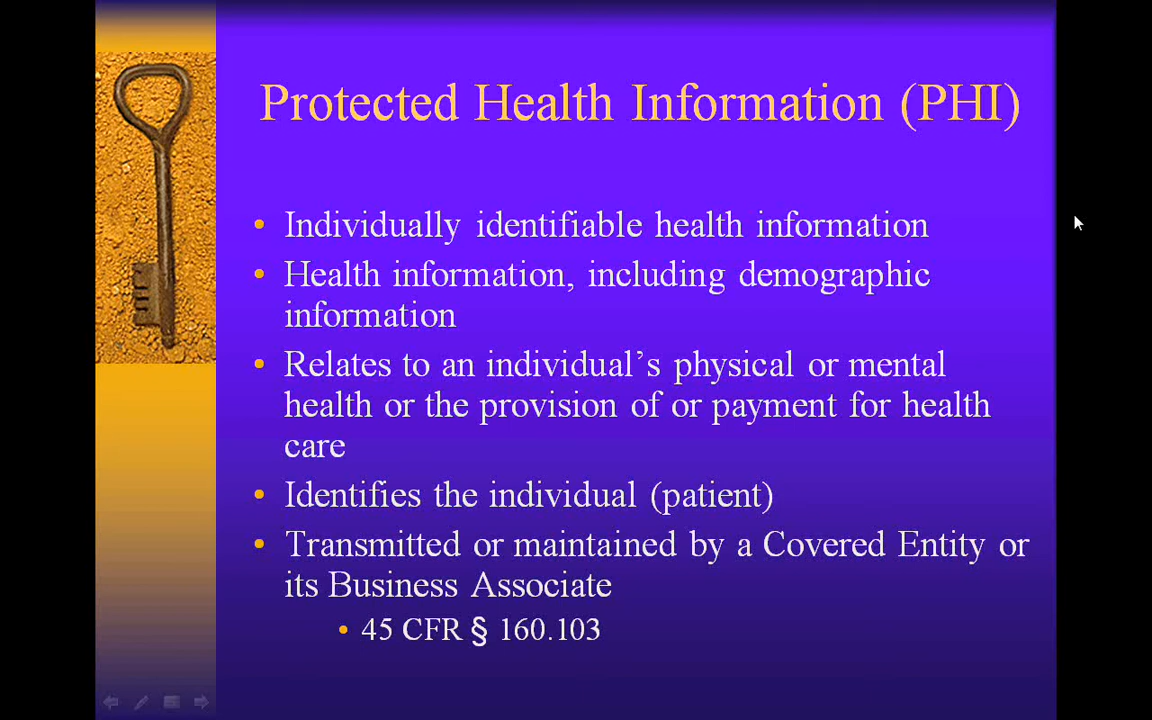 Protected Health Information (PHI)
• Individually identifiable health information
• Health information, including demographic
information
• Relates to an individual’s physical or mental
health or the provision of or payment for health
care
• Identifies the individual (patient)
• Transmitted or maintained by a Covered Entity or
its Business Associate
• 45 CFR § 160.103